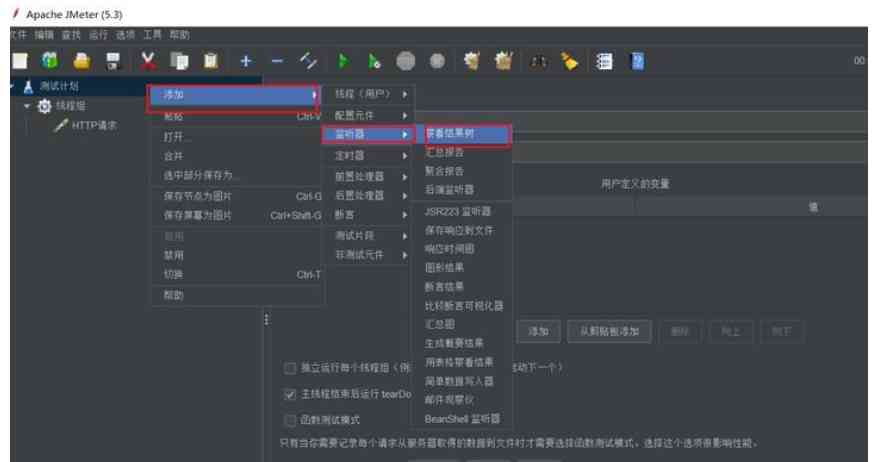 Apache JMeter (5.3)
文件 编辑 查找 运行 选项 工具 帮助
00
测试计划
线程组
HTTP请求
添加
粘贴 Ctrl-V
打开...
合并
选中部分保存为...
保存节点为图片 Ctrl-G
保存屏幕为图片 Ctrl+Shift-G
启用
禁用
切换 Ctrl-T
帮助
线程（用户）
配置元件
监听器
定时器
前置处理器
后置处理器
断言
测试片段
非测试元件
察看结果树
汇总报告
聚合报告
后端监听器
JSR223 监听器
保存响应到文件
响应时间图
图形结果
断言结果
比较断言可视化器
汇总图
生成概要结果
用表格察看结果
简单数据写入器
邮件观察仪
BeanShell 监听器
用户定义的变量
值
添加 从剪贴板添加 删除 向上 向下
独立运行每个线程组（例 启动下一个）
主线程结束后运行 tearDo
函数测试模式
只有当你需要记录每个请求从服务器取得的数据到文件时才需要选择函数测试模式。选择这个选项很影响性能。